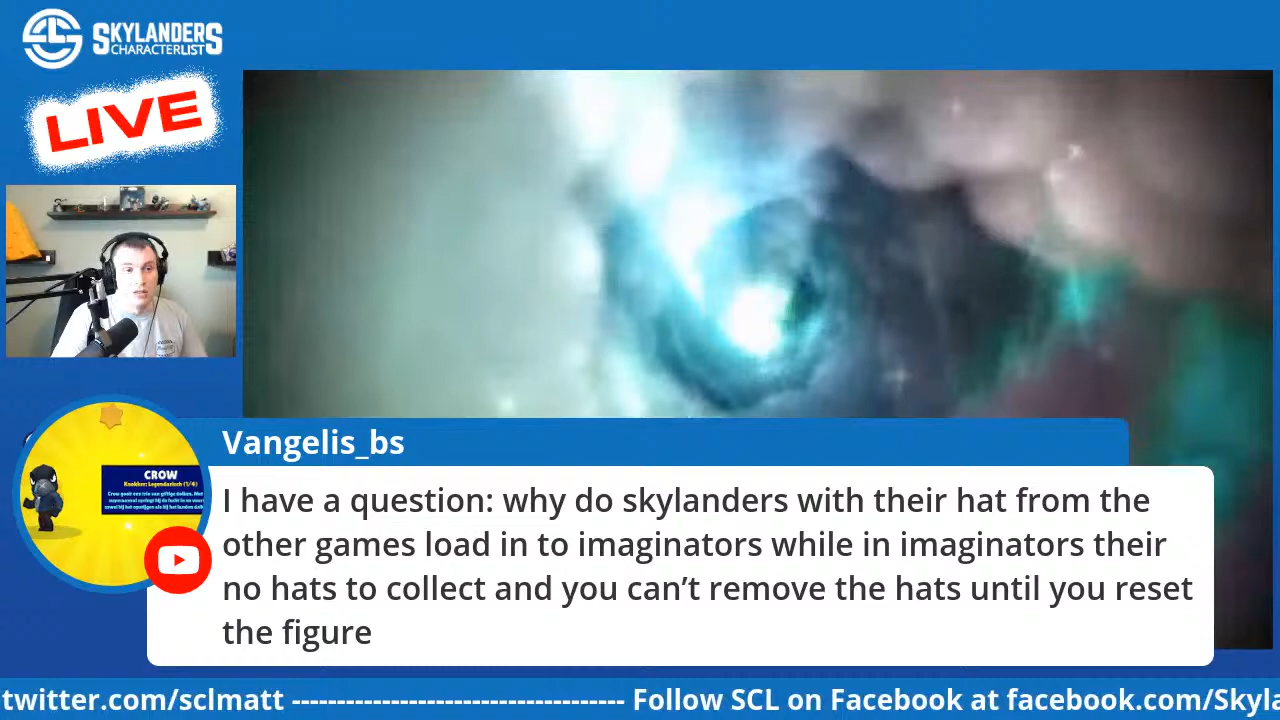 SKYLANDERS
CHARACTERLIST
LIVE
Vangelis_bs
CROW
I have a question: why do skylanders with their hat from the
other games load in to imaginators while in imaginators their
no hats to collect and you can’t remove the hats until you reset
the figure
twitter.com/sclmatt ------------------------------------ Follow SCL on Facebook at facebook.com/Skyla